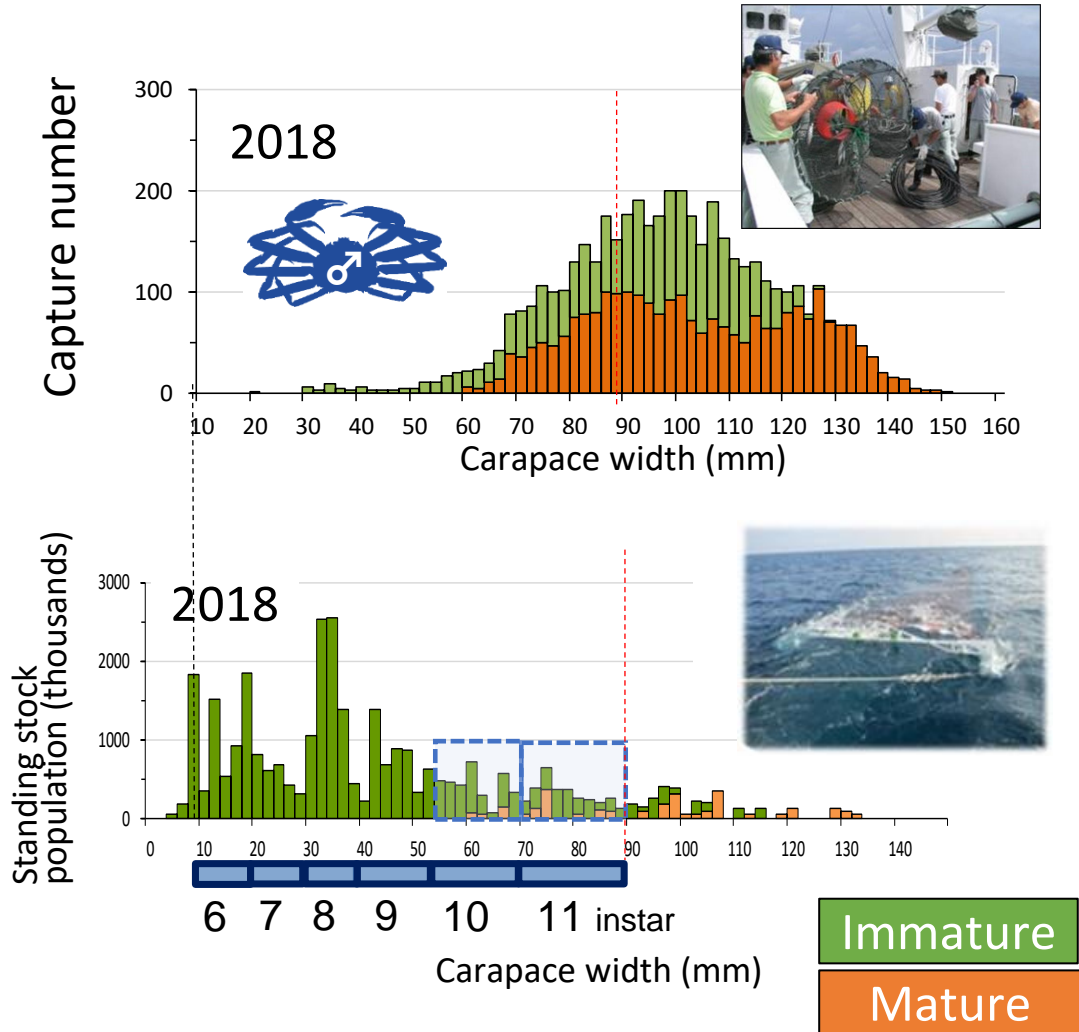 Capture number
300
200
100
0
2018
♂
10 20 30 40 50 60 70 80 90 100 110 120 130 140 150 160
Carapace width (mm)
Standing stock
population (thousands)
3000
2000
1000
0
2018
0 10 20 30 40 50 60 70 80 90 100 110 120 130 140
6 7 8 9 10 11 instar
Carapace width (mm)
Immature
Mature